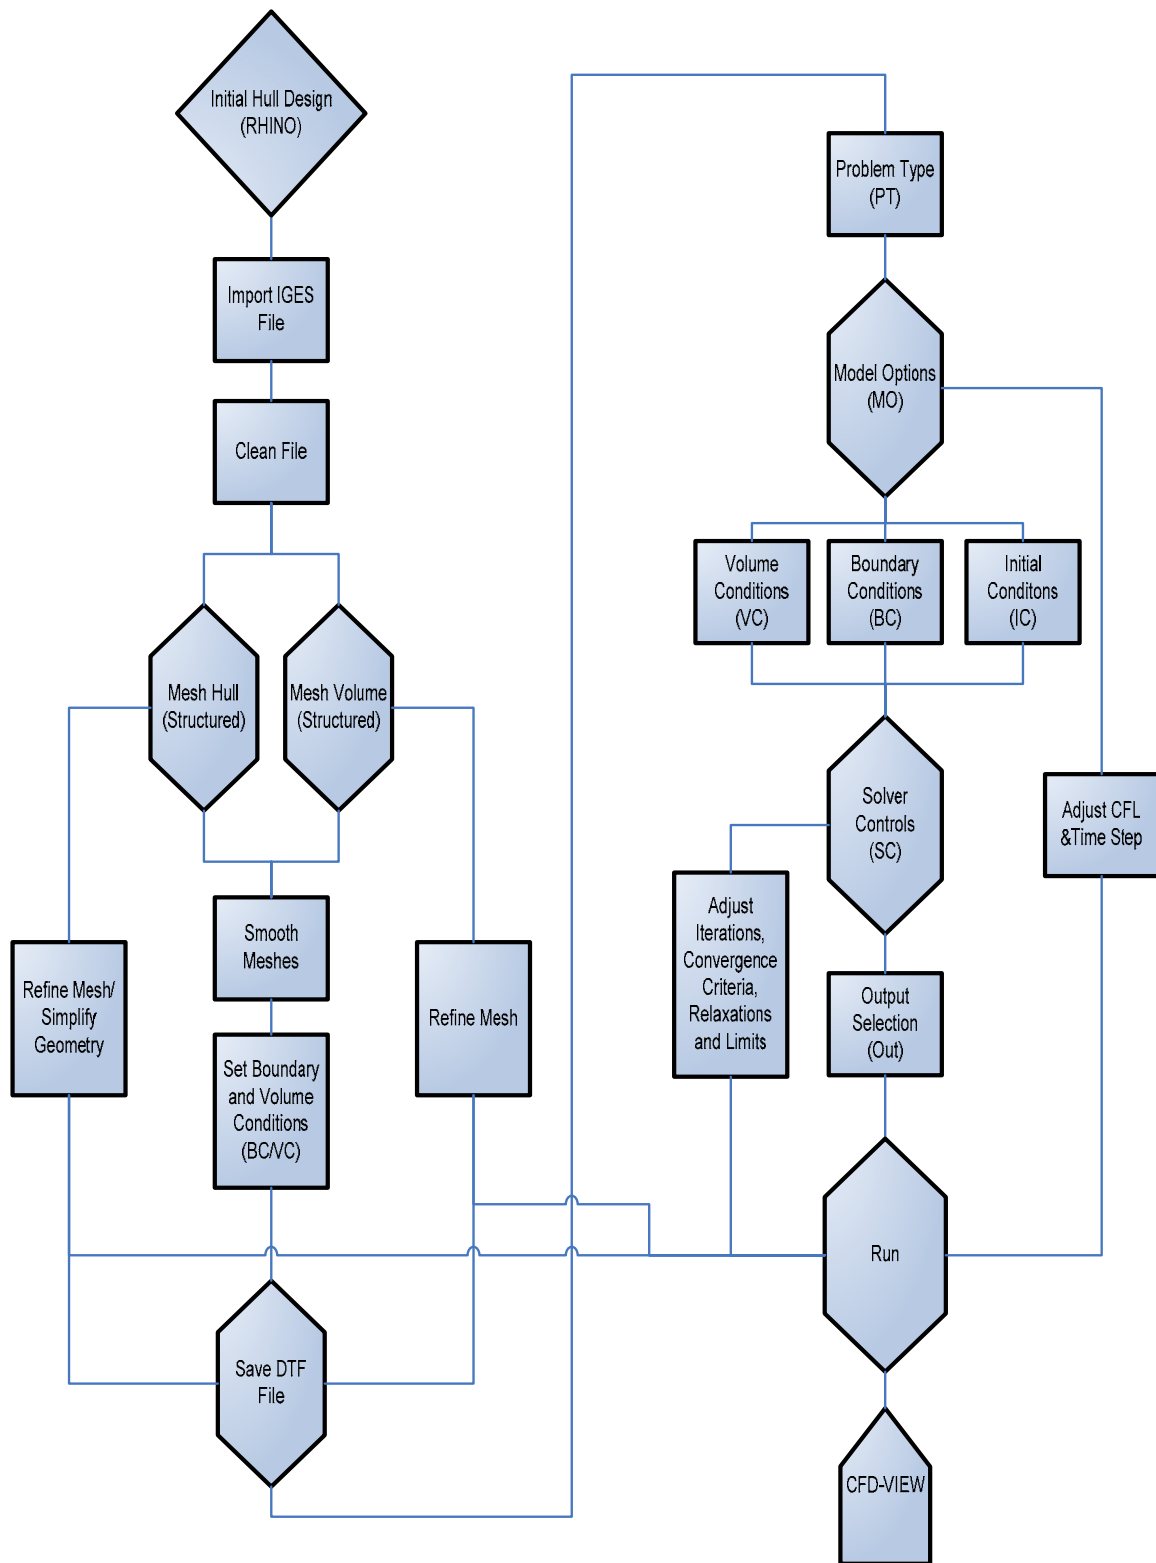 Initial Hull Design
(RHINO)
Import IGES
File
Clean File
Mesh Hull
(Structured)
Mesh Volume
(Structured)
Smooth
Meshes
Refine Mesh/
Simplify
Geometry
Refine Mesh
Set Boundary
and Volume
Conditions
(BC/VC)
Save DTF
File
Problem Type
(PT)
Model Options
(MO)
Volume
Conditions
(VC)
Boundary
Conditions
(BC)
Initial
Conditons
(IC)
Solver
Controls
(SC)
Adjust CFL
&Time Step
Adjust
Iterations,
Convergence
Criteria,
Relaxations
and Limits
Output
Selection
(Out)
Run
CFD-VIEW